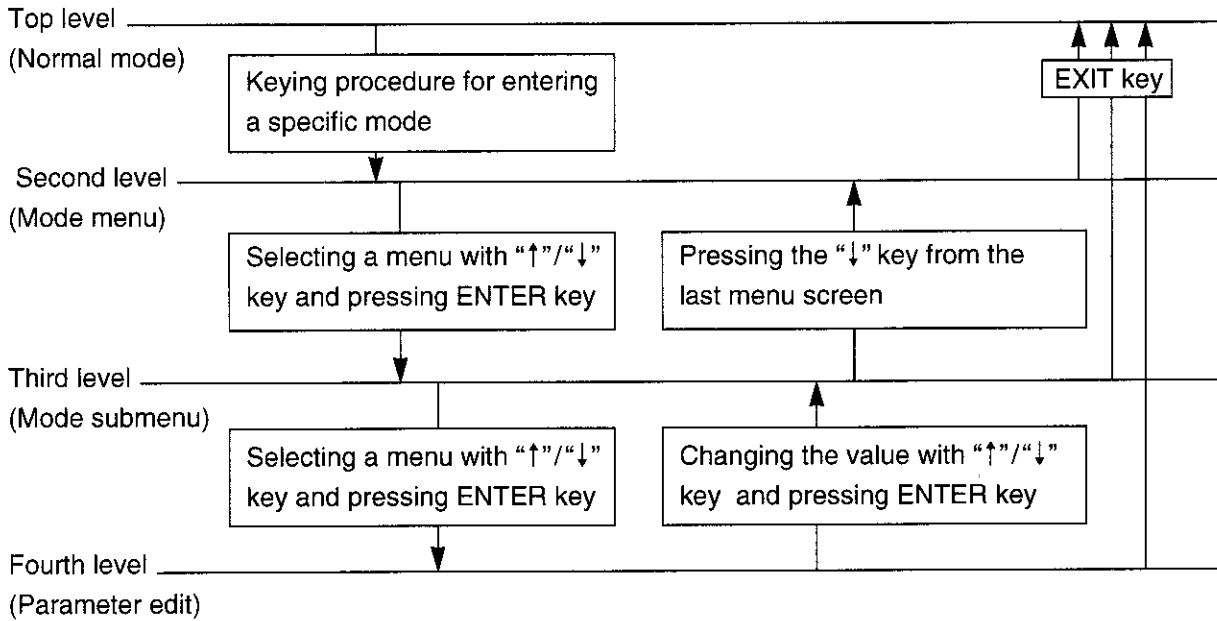 Top level
(Normal mode)
Keying procedure for entering
a specific mode
EXIT key
Second level
(Mode menu)
Selecting a menu with “↑”/“↓”
key and pressing ENTER key
Pressing the “↓” key from the
last menu screen
Third level
(Mode submenu)
Selecting a menu with “↑”/“↓”
key and pressing ENTER key
Changing the value with “↑”/“↓”
key and pressing ENTER key
Fourth level
(Parameter edit)